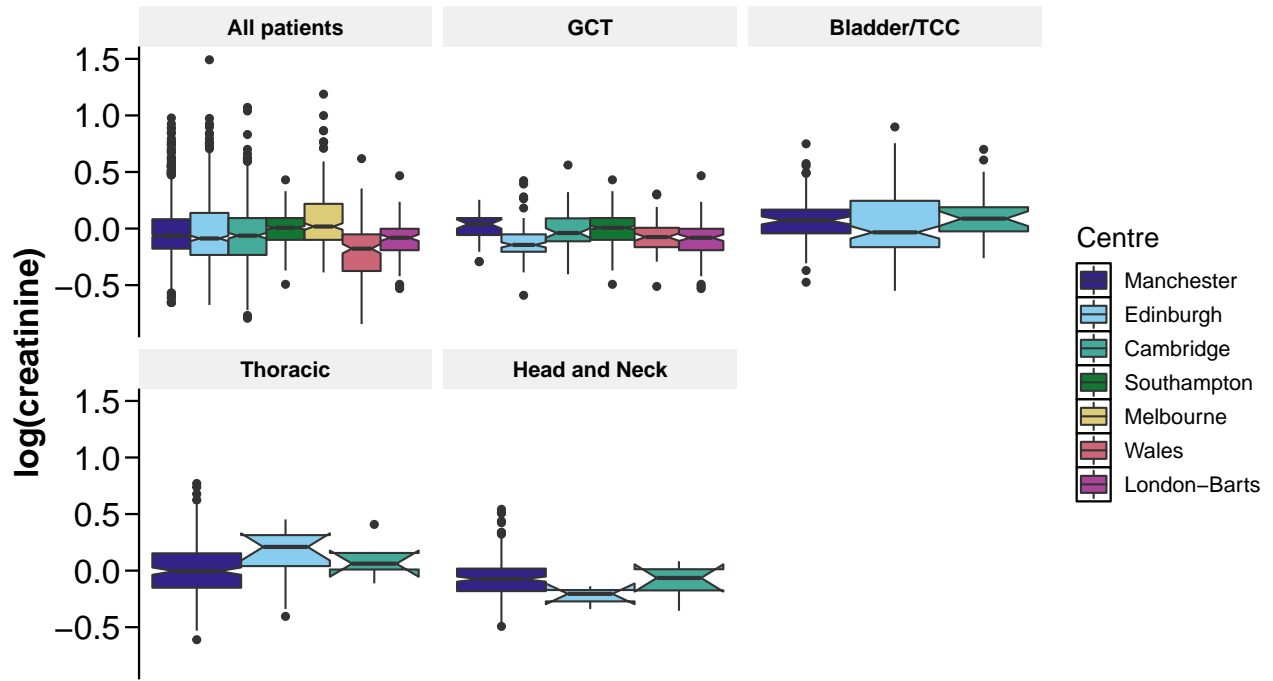 All patients
GCT
Bladder/TCC
1.5
1.0
0.5
0.0
−0.5
Thoracic
Head and Neck
1.5
1.0
0.5
0.0
−0.5
log(creatinine)
Centre
Manchester
Edinburgh
Cambridge
Southampton
Melbourne
Wales
London−Barts